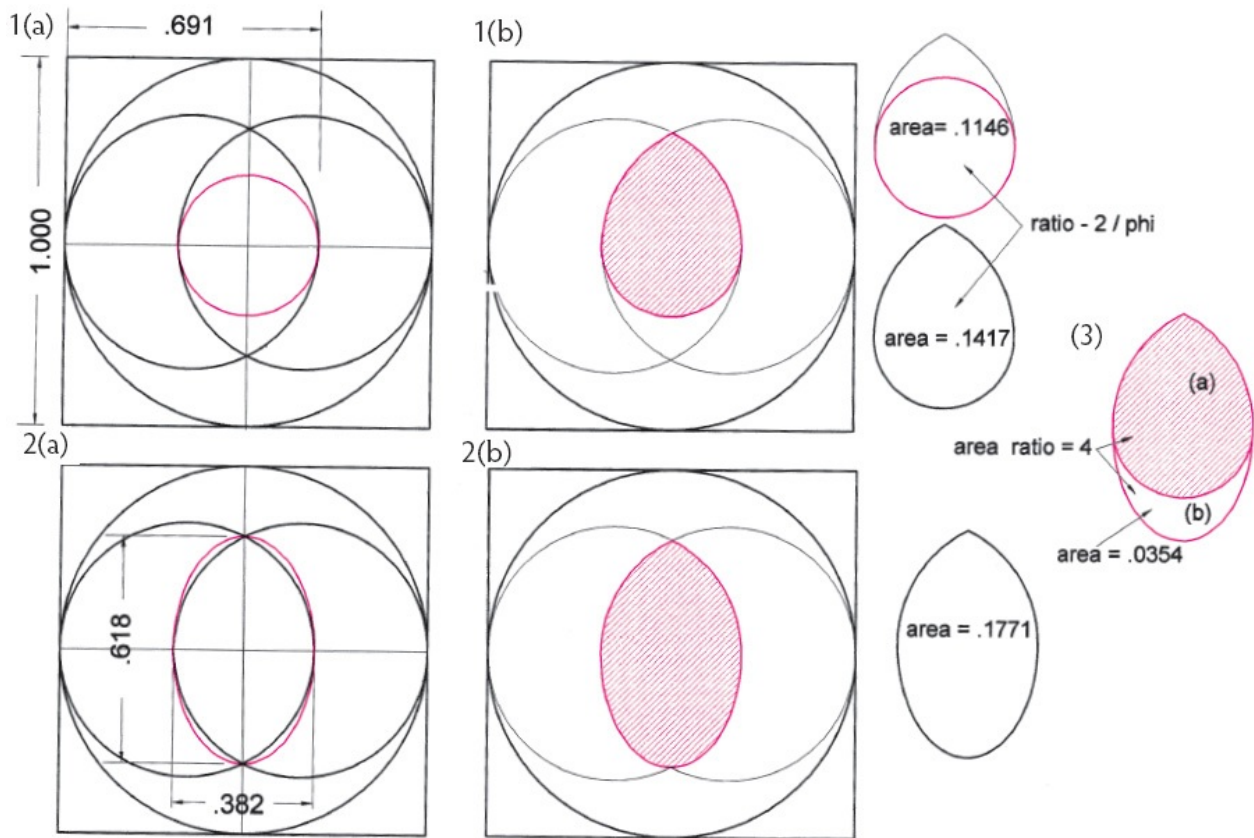 1(a)
.691
1.000
1(b)
area= .1146
ratio - 2 / phi
area = .1417
(3)
(a)
area ratio = 4
(b)
area = .0354
2(a)
.618
.382
2(b)
area = .1771